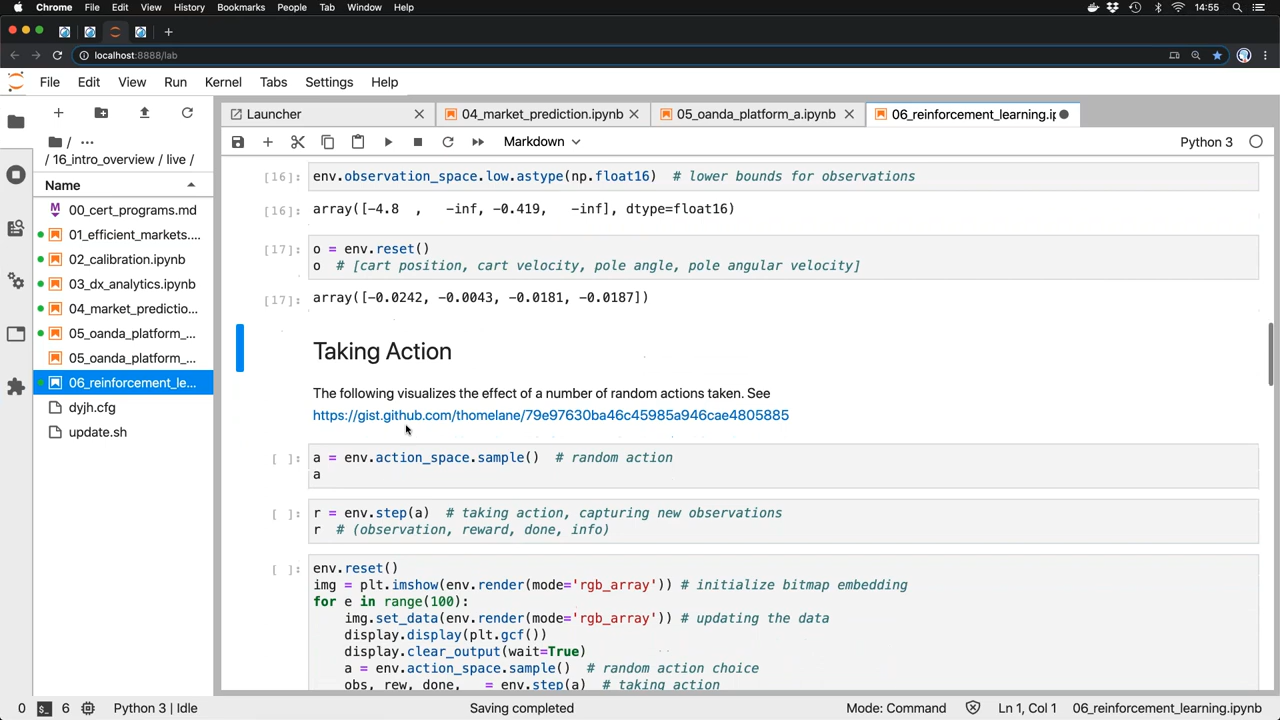 Chrome File Edit View History Bookmarks People Tab Window Help 14:55
localhost:8888/lab
File Edit View Run Kernel Tabs Settings Help
Launcher 04_market_prediction.ipynb 05_oanda_platform_a.ipynb 06_reinforcement_learning.ip
Markdown Python 3
/ ...
/ 16_intro_overview / live /
Name
00_cert_programs.md
01_efficient_markets....
02_calibration.ipynb
03_dx_analytics.ipynb
04_market_predictio...
05_oanda_platform_...
05_oanda_platform_...
06_reinforcement_le...
dyjh.cfg
update.sh
[16]: env.observation_space.low.astype(np.float16)  # lower bounds for observations
[16]: array([-4.8  ,   -inf, -0.419,   -inf], dtype=float16)
[17]: o = env.reset()
o  # [cart position, cart velocity, pole angle, pole angular velocity]
[17]: array([-0.0242, -0.0043, -0.0181, -0.0187])
Taking Action
The following visualizes the effect of a number of random actions taken. See
https://gist.github.com/thomelane/79e97630ba46c45985a946cae4805885
[ ]: a = env.action_space.sample()  # random action
a
[ ]: r = env.step(a)  # taking action, capturing new observations
r  # (observation, reward, done, info)
[ ]: env.reset()
img = plt.imshow(env.render(mode='rgb_array')) # initialize bitmap embedding
for e in range(100):
    img.set_data(env.render(mode='rgb_array')) # updating the data
    display.display(plt.gcf())
    display.clear_output(wait=True)
    a = env.action_space.sample()  # random action choice
    obs, rew, done, _ = env.step(a)  # taking action
0 6 Python 3 | Idle Saving completed Mode: Command Ln 1, Col 1 06_reinforcement_learning.ipynb